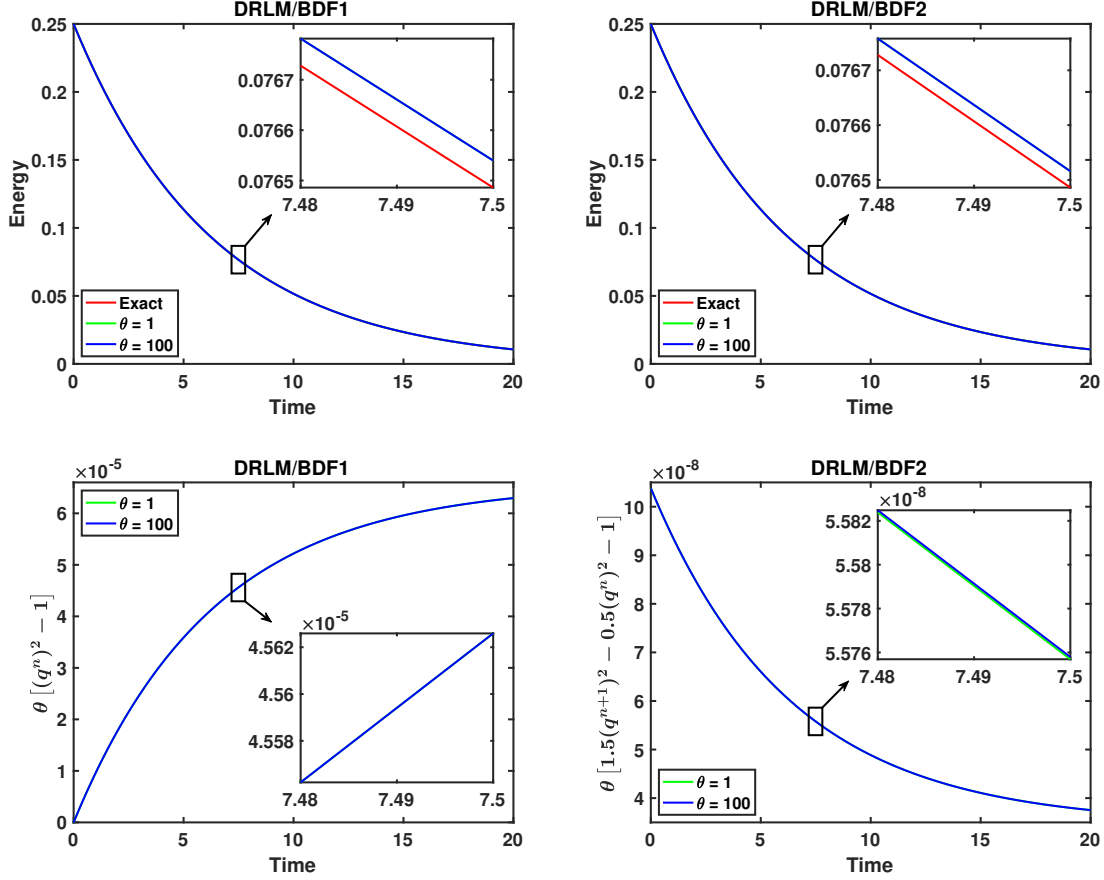 DRLM/BDF1
0.25
0.2
0.15
0.1
0.05
0
Energy
0.0767
0.0766
0.0765
7.48 7.49 7.5
Exact
θ = 1
θ = 100
0 5 10 15 20
Time
DRLM/BDF2
0.25
0.2
0.15
0.1
0.05
0
Energy
0.0767
0.0766
0.0765
7.48 7.49 7.5
Exact
θ = 1
θ = 100
0 5 10 15 20
Time
DRLM/BDF1
×10⁻⁵
6
5
4
3
2
1
0
θ [(qⁿ)² − 1]
θ = 1
θ = 100
×10⁻⁵
4.562
4.56
4.558
7.48 7.49 7.5
0 5 10 15 20
Time
DRLM/BDF2
×10⁻⁸
10
9
8
7
6
5
4
θ [1.5(qⁿ⁺¹)² − 0.5(qⁿ)² − 1]
×10⁻⁸
5.582
5.58
5.578
5.576
7.48 7.49 7.5
θ = 1
θ = 100
0 5 10 15 20
Time